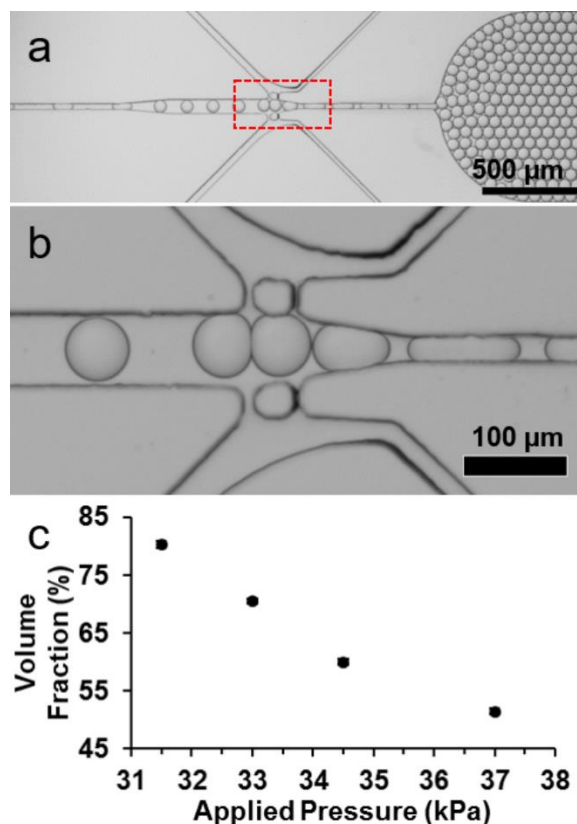 a
500 µm
b
100 µm
c
85
75
65
55
45
Volume
Fraction (%)
31 32 33 34 35 36 37 38
Applied Pressure (kPa)